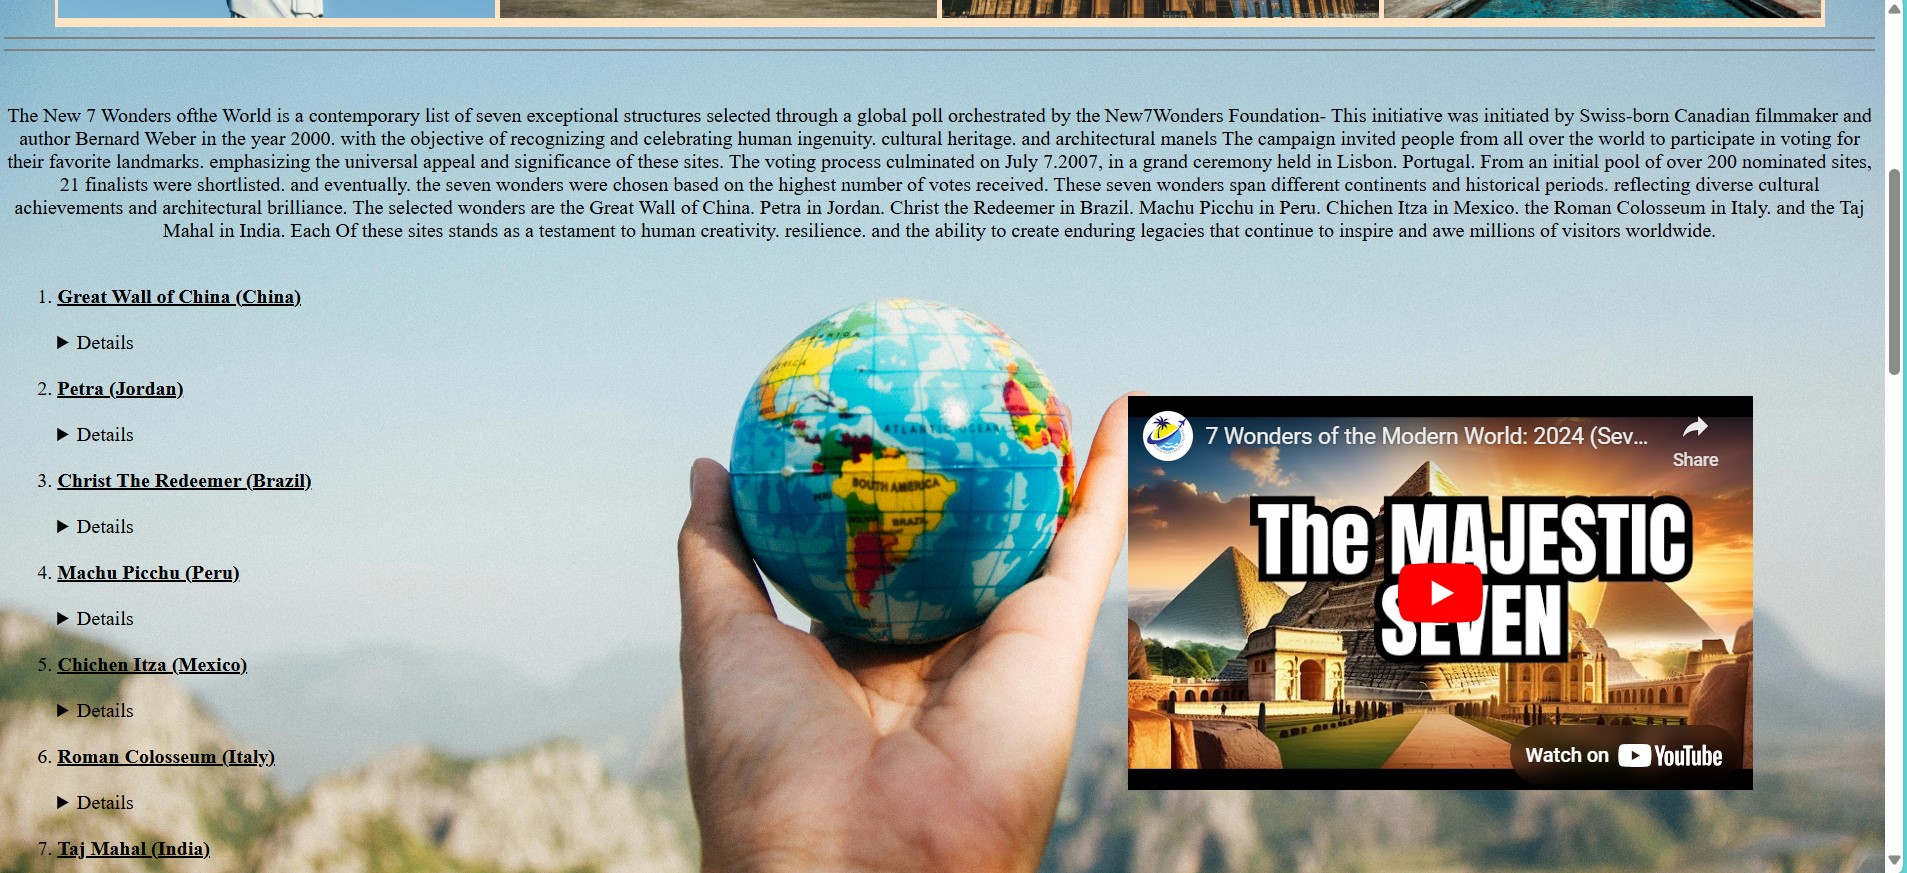 The New 7 Wonders ofthe World is a contemporary list of seven exceptional structures selected through a global poll orchestrated by the New7Wonders Foundation- This initiative was initiated by Swiss-born Canadian filmmaker and
author Bernard Weber in the year 2000. with the objective of recognizing and celebrating human ingenuity. cultural heritage. and architectural manels The campaign invited people from all over the world to participate in voting for
their favorite landmarks. emphasizing the universal appeal and significance of these sites. The voting process culminated on July 7.2007, in a grand ceremony held in Lisbon. Portugal. From an initial pool of over 200 nominated sites,
21 finalists were shortlisted. and eventually. the seven wonders were chosen based on the highest number of votes received. These seven wonders span different continents and historical periods. reflecting diverse cultural
achievements and architectural brilliance. The selected wonders are the Great Wall of China. Petra in Jordan. Christ the Redeemer in Brazil. Machu Picchu in Peru. Chichen Itza in Mexico. the Roman Colosseum in Italy. and the Taj
Mahal in India. Each Of these sites stands as a testament to human creativity. resilience. and the ability to create enduring legacies that continue to inspire and awe millions of visitors worldwide.
1. Great Wall of China (China)
Details
2. Petra (Jordan)
Details
3. Christ The Redeemer (Brazil)
Details
4. Machu Picchu (Peru)
Details
5. Chichen Itza (Mexico)
Details
6. Roman Colosseum (Italy)
Details
7. Taj Mahal (India)
ATLANTIC OCEAN
SOUTH AMERICA
BRAZIL
7 Wonders of the Modern World: 2024 (Sev...
Share
The MAJESTIC
SEVEN
Watch on YouTube